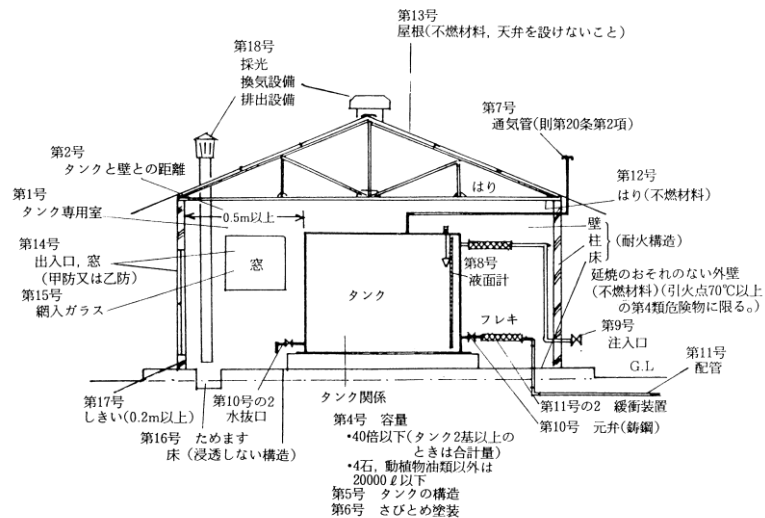 第13号
屋根(不燃材料, 天弁を設けないこと)
第18号
採光
換気設備
排出設備
第7号
通気管(則第20条第2項)
第2号
タンクと壁との距離
第12号
はり(不燃材料)
はり
第1号
タンク専用室
0.5m以上
壁
柱
床
(耐火構造)
第14号
出入口, 窓
(甲防又は乙防)
窓
第8号
液面計
延焼のおそれのない外壁
(不燃材料)(引火点70℃以上
の第4類危険物に限る。)
第15号
網入ガラス
タンク
フレキ
第9号
注入口
第11号
配管
G.L
第17号
しきい(0.2m以上)
第10号の2
水抜口
タンク関係
第11号の2 緩衝装置
第10号 元弁(鋳鋼)
第16号 ためます
床(浸透しない構造)
第4号 容量
・40倍以下(タンク2基以上の
ときは合計量)
・4石, 動植物油類以外は
20000ℓ以下
第5号 タンクの構造
第6号 さびとめ塗装